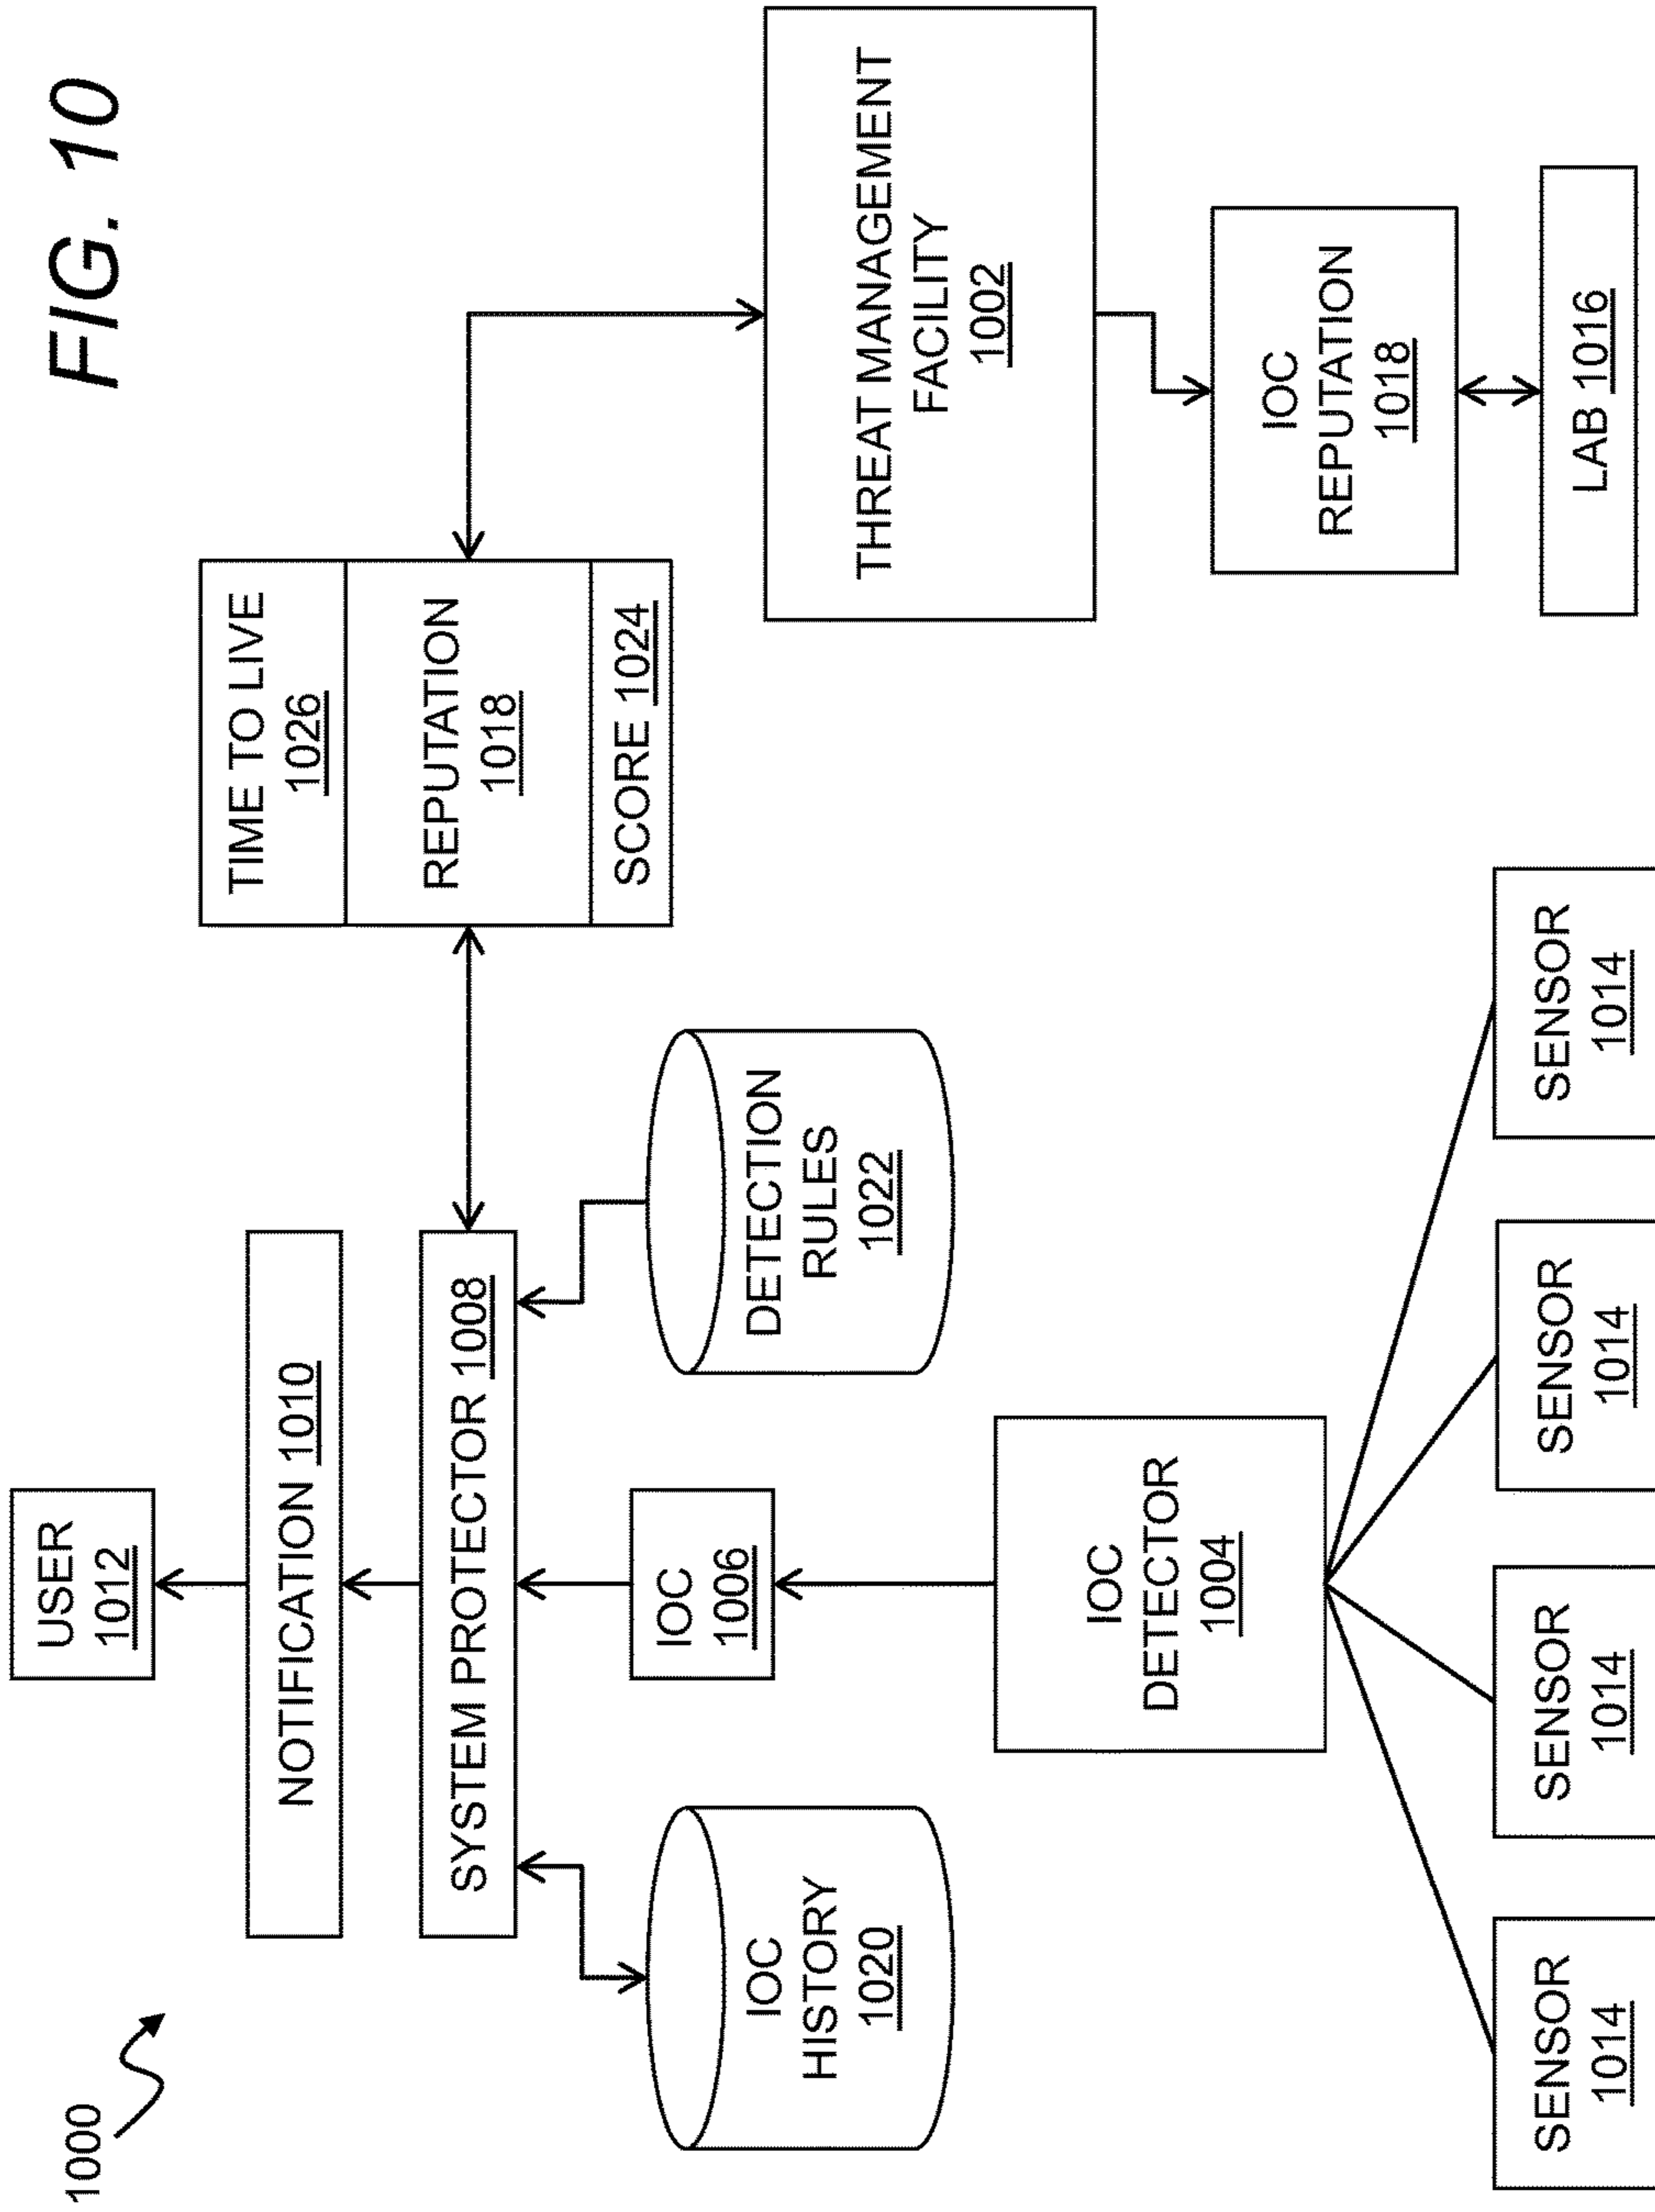 FIG. 10
1000
USER
1012
NOTIFICATION 1010
SYSTEM PROTECTOR 1008
TIME TO LIVE
1026
REPUTATION
1018
SCORE 1024
IOC
HISTORY
1020
IOC
1006
DETECTION
RULES
1022
THREAT MANAGEMENT
FACILITY
1002
IOC
DETECTOR
1004
IOC
REPUTATION
1018
LAB 1016
SENSOR
1014
SENSOR
1014
SENSOR
1014
SENSOR
1014